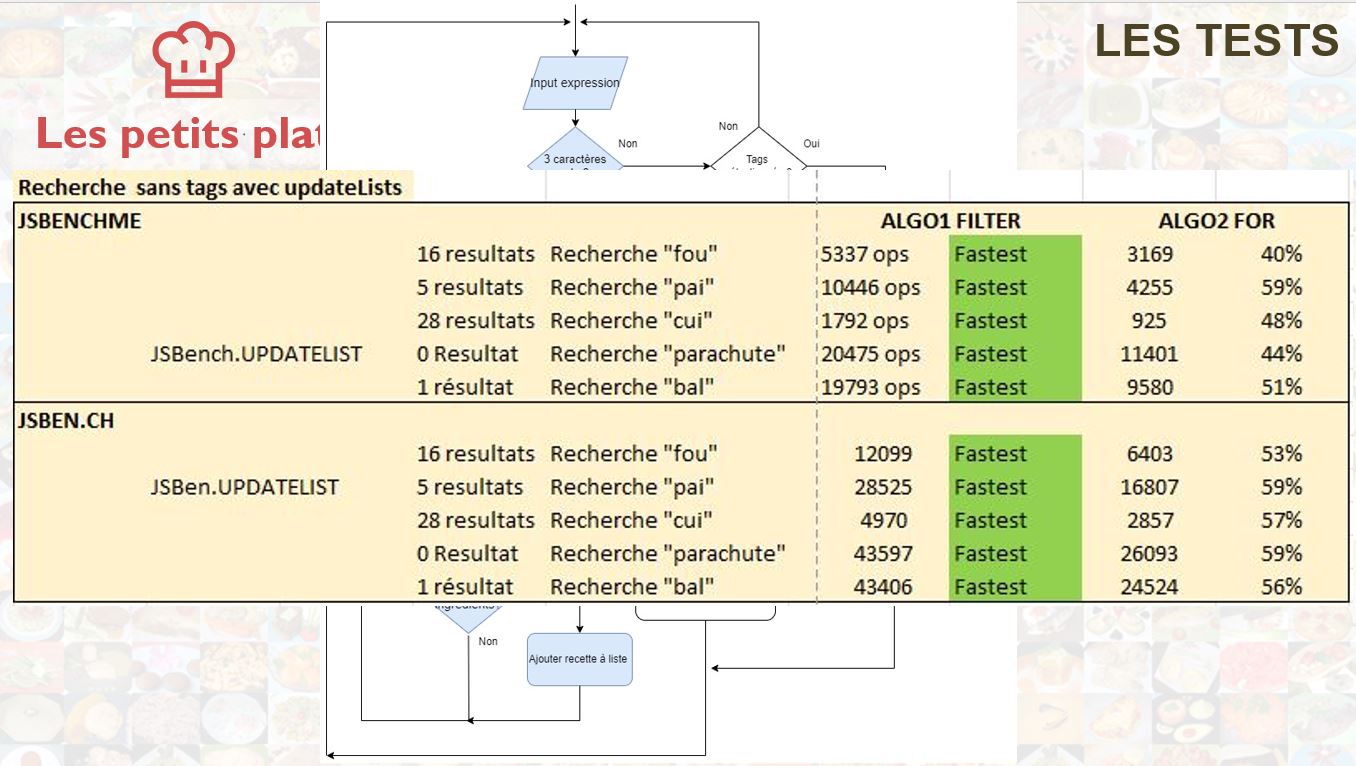 LES TESTS
Les petits plat
Input expression
Non
3 caractères
Non
Oui
Tags
Recherche sans tags avec updateLists
JSBENCHME ALGO1 FILTER ALGO2 FOR
16 resultats Recherche "fou" 5337 ops Fastest 3169 40%
5 resultats Recherche "pai" 10446 ops Fastest 4255 59%
28 resultats Recherche "cui" 1792 ops Fastest 925 48%
JSBench.UPDATELIST 0 Resultat Recherche "parachute" 20475 ops Fastest 11401 44%
1 résultat Recherche "bal" 19793 ops Fastest 9580 51%
JSBEN.CH
16 resultats Recherche "fou" 12099 Fastest 6403 53%
JSBen.UPDATELIST 5 resultats Recherche "pai" 28525 Fastest 16807 59%
28 resultats Recherche "cui" 4970 Fastest 2857 57%
0 Resultat Recherche "parachute" 43597 Fastest 26093 59%
1 résultat Recherche "bal" 43406 Fastest 24524 56%
Non
Ajouter recette à liste